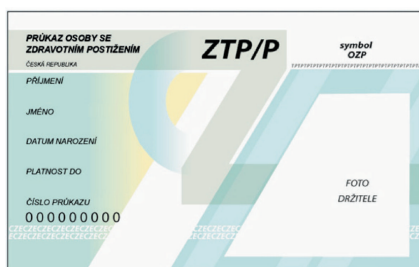 PRŮKAZ OSOBY SE
ZDRAVOTNÍM POSTIŽENÍM
ČESKÁ REPUBLIKA
ZTP/P
symbol
OZP
PŘÍJMENÍ
JMÉNO
DATUM NAROZENÍ
PLATNOST DO
ČÍSLO PRŮKAZU
000000000
FOTO
DRŽITELE